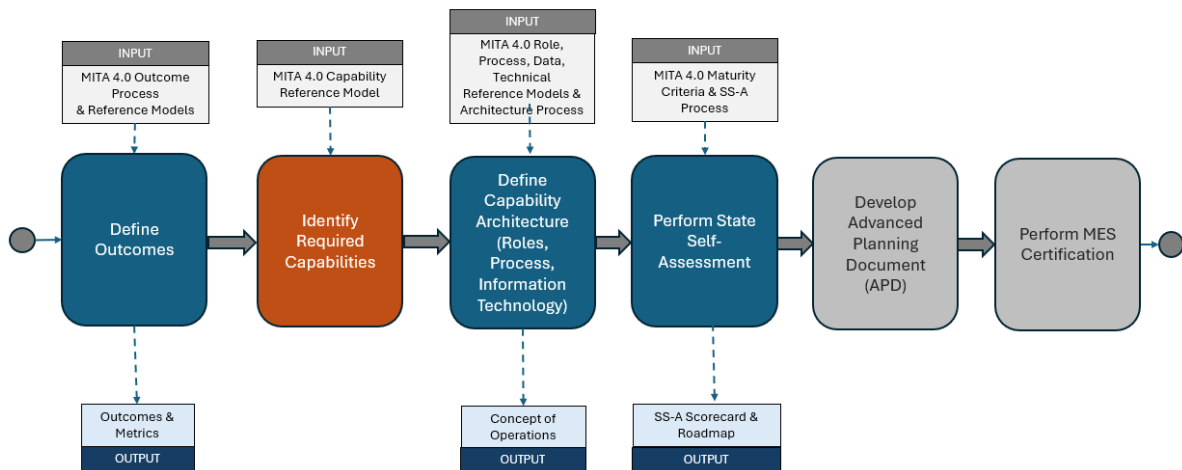 INPUT
MITA 4.0 Outcome
Process
& Reference Models
INPUT
MITA 4.0 Capability
Reference Model
INPUT
MITA 4.0 Role,
Process, Data,
Technical
Reference Models &
Architecture Process
INPUT
MITA 4.0 Maturity
Criteria & SS-A
Process
Define
Outcomes
Identify
Required
Capabilities
Define
Capability
Architecture
(Roles,
Process,
Information
Technology)
Perform State
Self-
Assessment
Develop
Advanced
Planning
Document
(APD)
Perform MES
Certification
Outcomes &
Metrics
OUTPUT
Concept of
Operations
OUTPUT
SS-A Scorecard &
Roadmap
OUTPUT